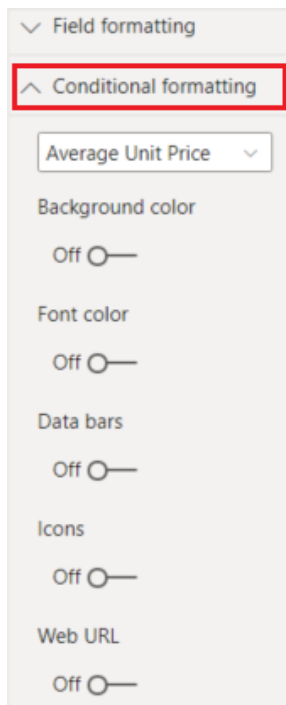 Field formatting
Conditional formatting
Average Unit Price
Background color
Off
Font color
Off
Data bars
Off
Icons
Off
Web URL
Off